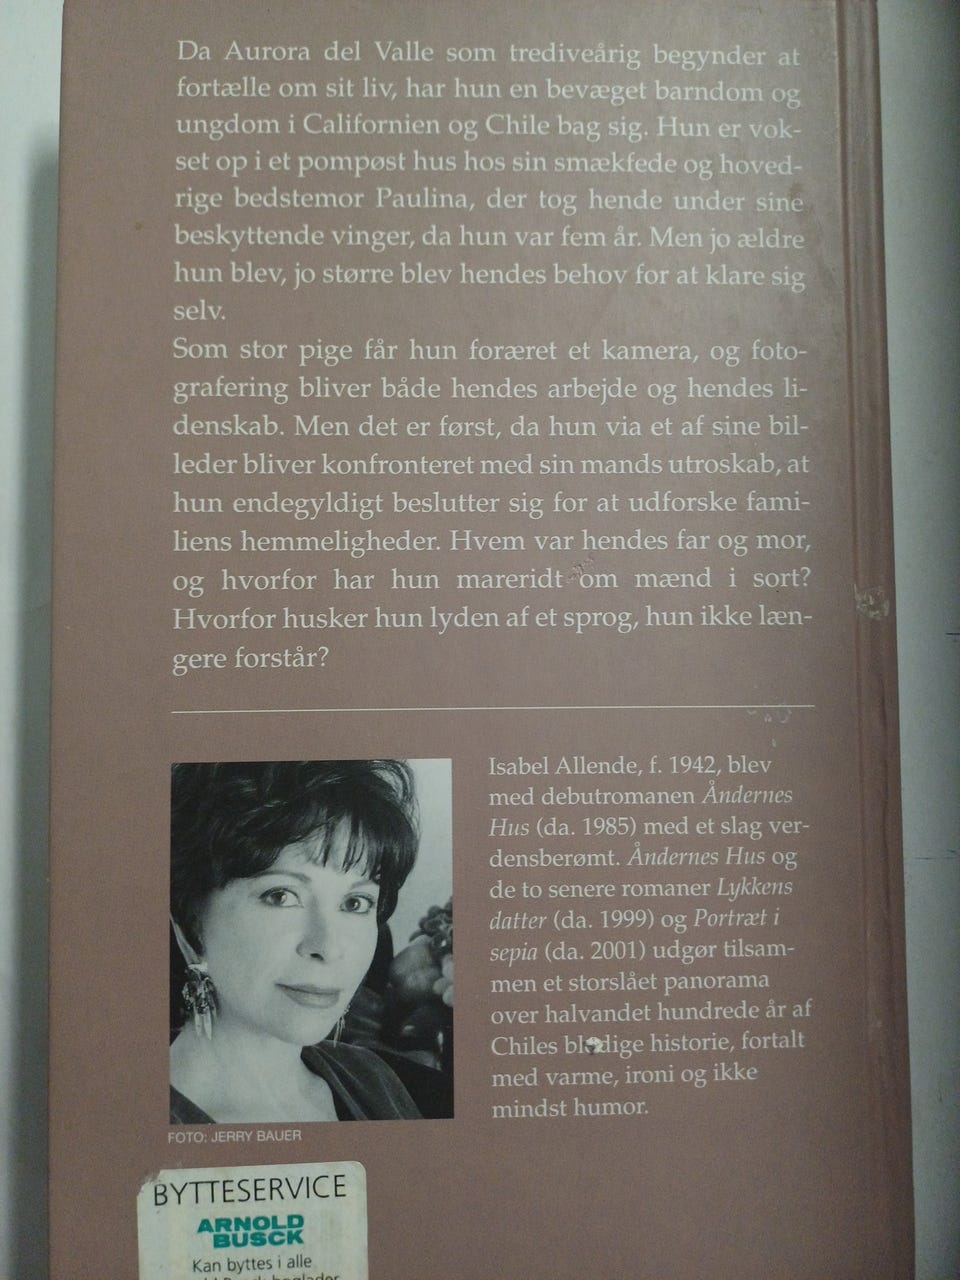 Da Aurora del Valle som trediveårig begynder at
fortælle om sit liv, har hun en bevæget barndom og
ungdom i Californien og Chile bag sig. Hun er vok-
set op i et pompøst hus hos sin smækfede og hoved-
rige bedstemor Paulina, der tog hende under sine
beskyttende vinger, da hun var fem år. Men jo ældre
hun blev, jo større blev hendes behov for at klare sig
selv.
Som stor pige får hun foræret et kamera, og foto-
grafering bliver både hendes arbejde og hendes li-
denskab. Men det er først, da hun via et af sine bil-
leder bliver konfronteret med sin mands utroskab, at
hun endegyldigt beslutter sig for at udforske fami-
liens hemmeligheder. Hvem var hendes far og mor,
og hvorfor har hun mareridt om mænd i sort?
Hvorfor husker hun lyden af et sprog, hun ikke læn-
gere forstår?
Isabel Allende, f. 1942, blev
med debutromanen Åndernes
Hus (da. 1985) med et slag ver-
densberømt. Åndernes Hus og
de to senere romaner Lykkens
datter (da. 1999) og Portræt i
sepia (da. 2001) udgør tilsam-
men et storslået panorama
over halvandet hundrede år af
Chiles blodige historie, fortalt
med varme, ironi og ikke
mindst humor.
FOTO: JERRY BAUER
BYTTESERVICE
ARNOLD
BUSCK
Kan byttes i alle